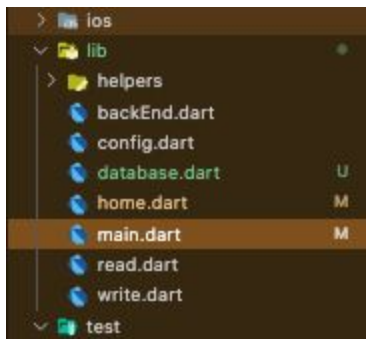 ios
lib
helpers
backEnd.dart
config.dart
database.dart U
home.dart M
main.dart M
read.dart
write.dart
test